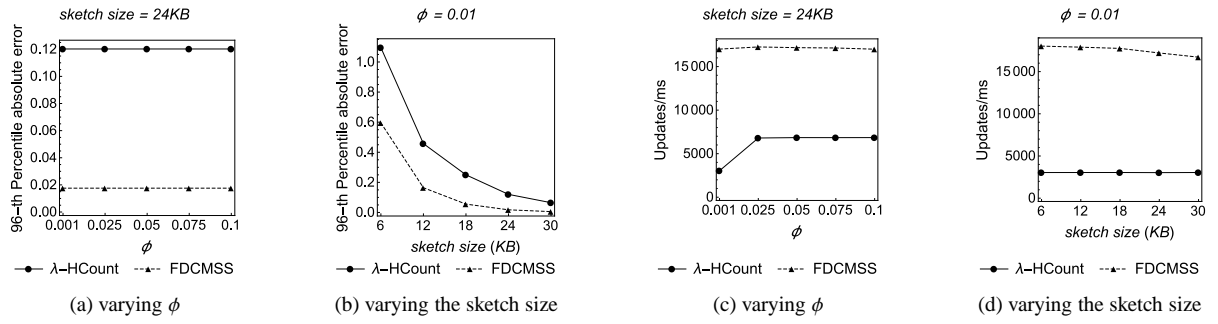 sketch size = 24KB
96-th Percentile absolute error
0.12
0.10
0.08
0.06
0.04
0.02
0.00
0.001 0.025 0.05 0.075 0.1
ϕ
λ-HCount FDCMSS
(a) varying ϕ
ϕ = 0.01
96-th Percentile absolute error
1.0
0.8
0.6
0.4
0.2
0.0
6 12 18 24 30
sketch size (KB)
λ-HCount FDCMSS
(b) varying the sketch size
sketch size = 24KB
Updates/ms
15000
10000
5000
0
0.001 0.025 0.05 0.075 0.1
ϕ
λ-HCount FDCMSS
(c) varying ϕ
ϕ = 0.01
Updates/ms
15000
10000
5000
0
6 12 18 24 30
sketch size (KB)
λ-HCount FDCMSS
(d) varying the sketch size